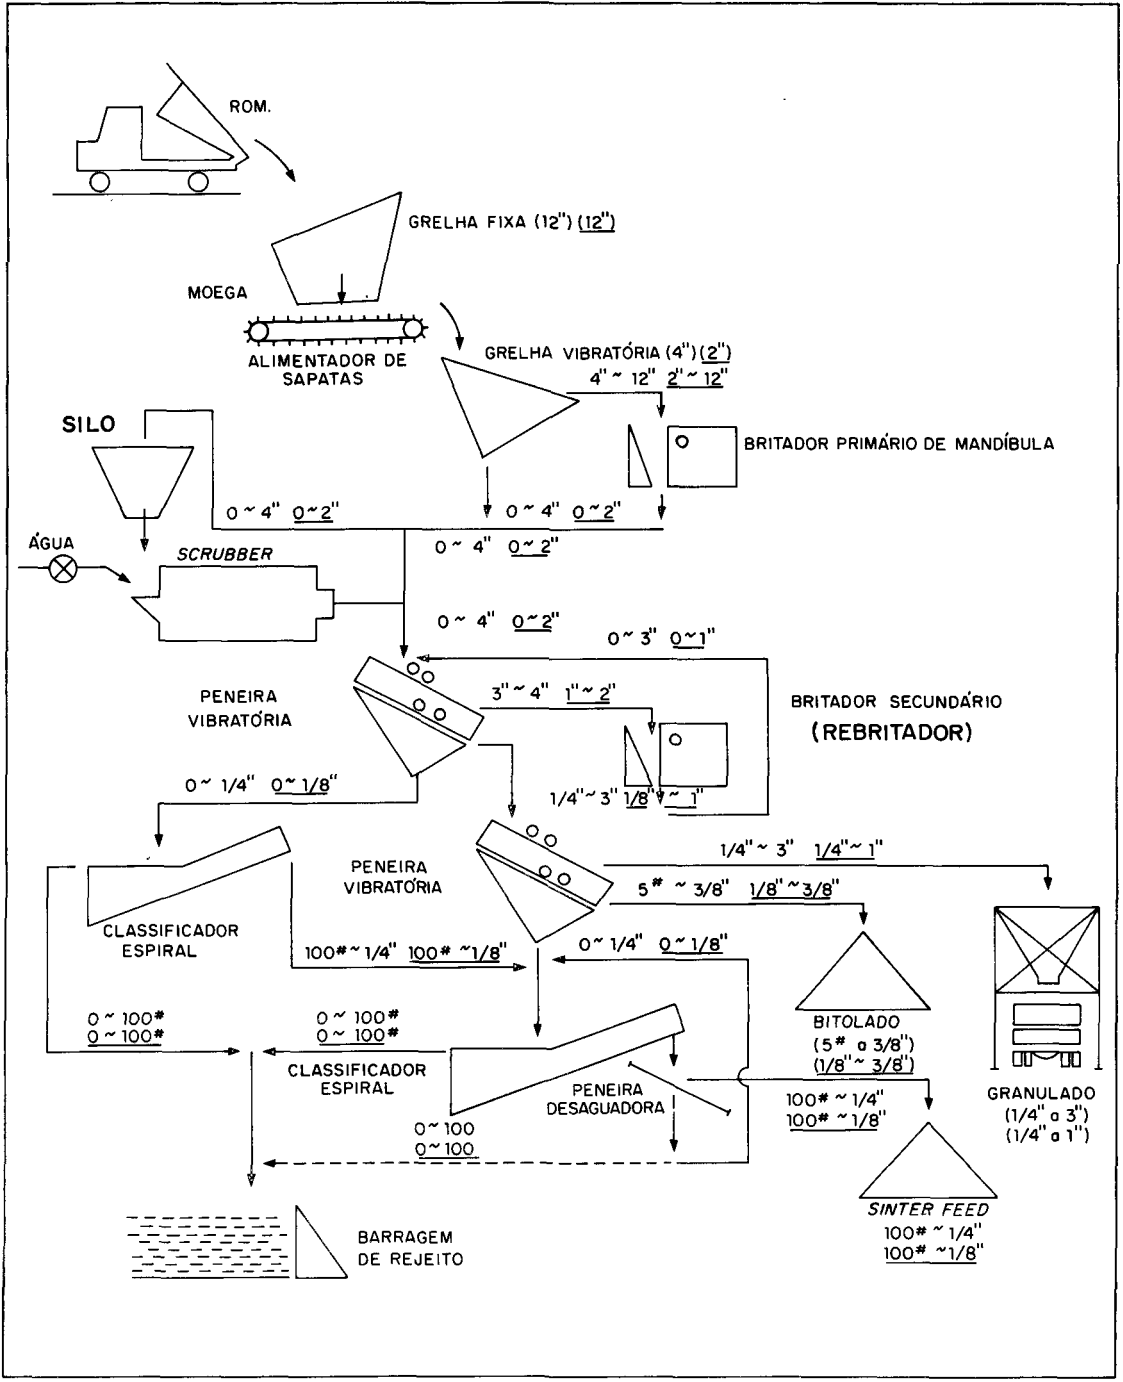 ROM.
GRELHA FIXA (12") (12")
MOEGA
ALIMENTADOR DE
SAPATAS
GRELHA VIBRATÓRIA (4") (2")
4" ~ 12" 2" ~ 12"
SILO
BRITADOR PRIMÁRIO DE MANDÍBULA
0 ~ 4" 0 ~ 2"
0 ~ 4" 0 ~ 2"
0 ~ 4" 0 ~ 2"
ÁGUA
SCRUBBER
0 ~ 4" 0 ~ 2"
0 ~ 3" 0 ~ 1"
PENEIRA
VIBRATÓRIA
3" ~ 4" 1" ~ 2"
BRITADOR SECUNDÁRIO
(REBRITADOR)
0 ~ 1/4" 0 ~ 1/8"
1/4" ~ 3" 1/8" ~ 1"
1/4" ~ 3" 1/4" ~ 1"
PENEIRA
VIBRATÓRIA
5# ~ 3/8" 1/8" ~ 3/8"
CLASSIFICADOR
ESPIRAL
100# ~ 1/4" 100# ~ 1/8"
0 ~ 1/4" 0 ~ 1/8"
0 ~ 100#
0 ~ 100#
0 ~ 100#
0 ~ 100#
BITOLADO
(5# a 3/8")
(1/8" ~ 3/8")
CLASSIFICADOR
ESPIRAL
PENEIRA
DESAGUADORA
100# ~ 1/4"
100# ~ 1/8"
GRANULADO
(1/4" a 3")
(1/4" a 1")
0 ~ 100
0 ~ 100
SINTER FEED
100# ~ 1/4"
100# ~ 1/8"
BARRAGEM
DE REJEITO